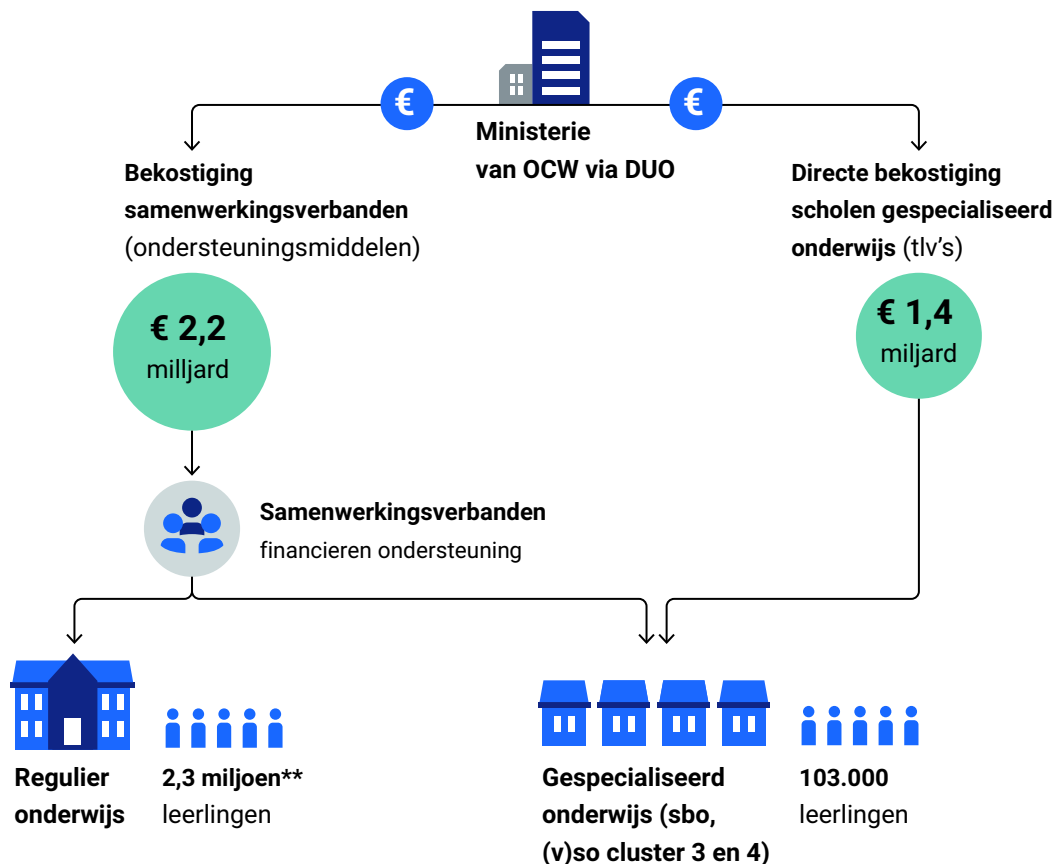 €
€
Ministerie
van OCW via DUO
Bekostiging
samenwerkingsverbanden
(ondersteuningsmiddelen)
Directe bekostiging
scholen gespecialiseerd
onderwijs (tlv's)
€ 2,2
milljard
€ 1,4
miljard
Samenwerkingsverbanden
financieren ondersteuning
Regulier
onderwijs
2,3 miljoen**
leerlingen
Gespecialiseerd
onderwijs (sbo,
(v)so cluster 3 en 4)
103.000
leerlingen